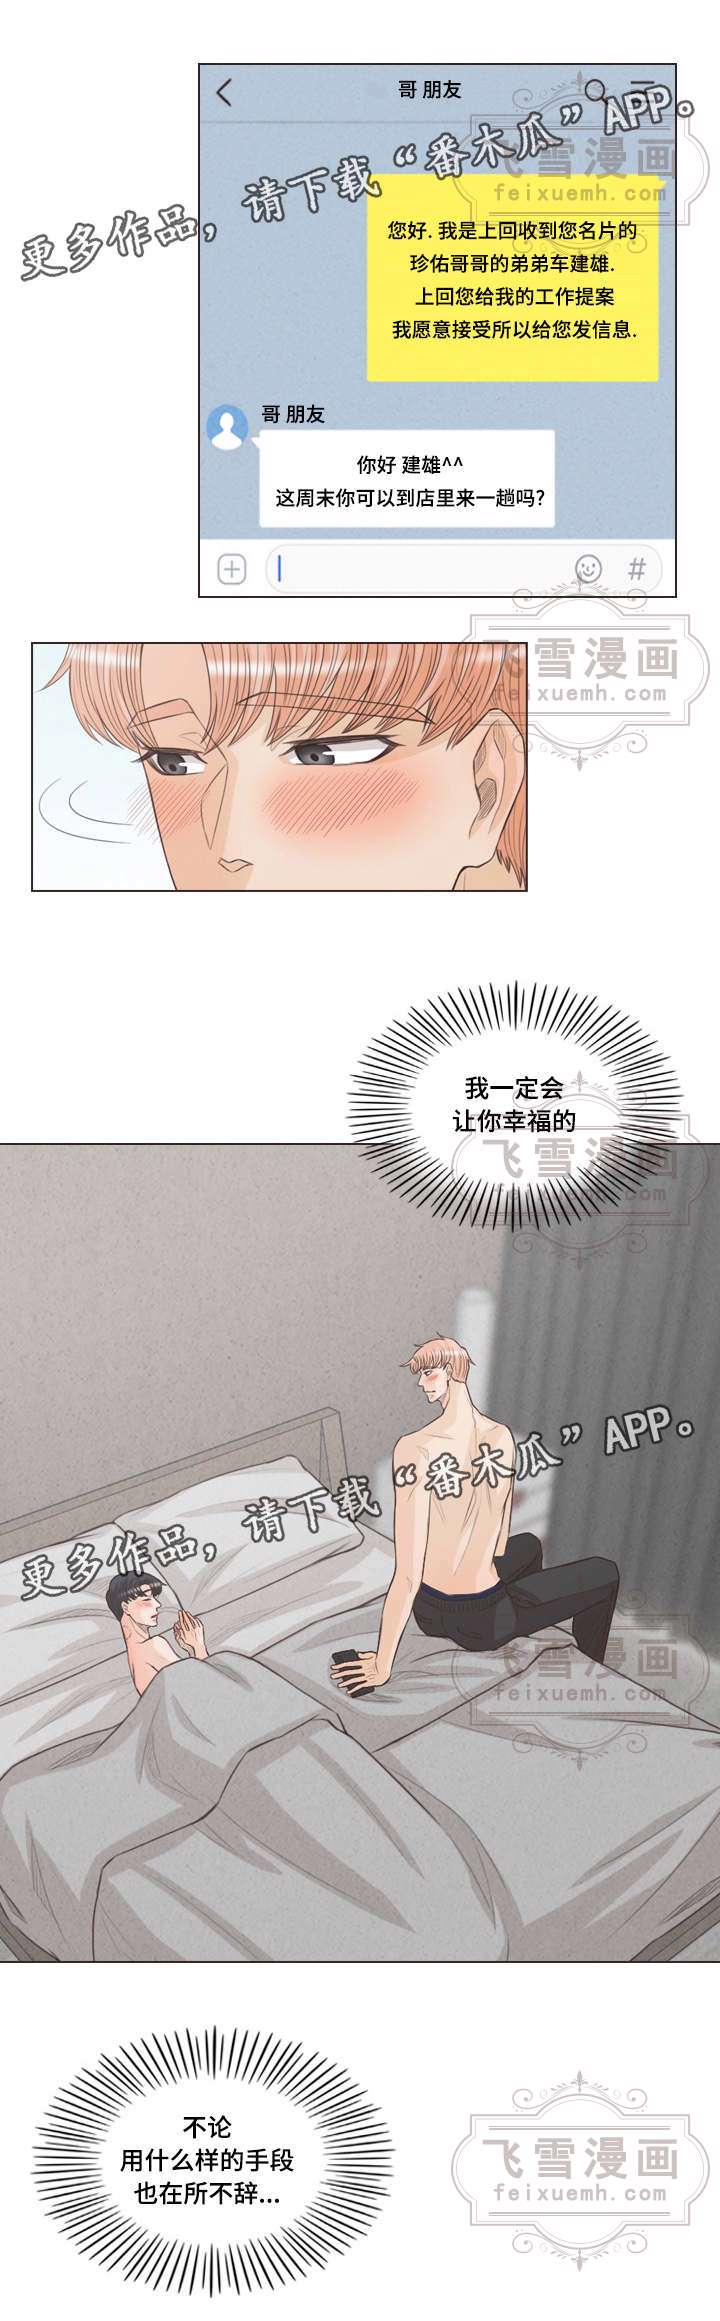 哥 朋友
飞雪漫画
feixuemh.com
更多作品，请下载“番木瓜”APP。
您好. 我是上回收到您名片的
珍佑哥哥的弟弟车建雄.
上回您给我的工作提案
我愿意接受所以给您发信息.
哥 朋友
你好 建雄^^
这周末你可以到店里来一趟吗?
#
飞雪漫画
feixuemh.com
我一定会
让你幸福的
飞雪漫画
feixuemh.com
更多作品，请下载“番木瓜”APP。
飞雪漫画
feixuemh.com
不论
用什么样的手段
也在所不辞...
飞雪漫画
feixuemh.com